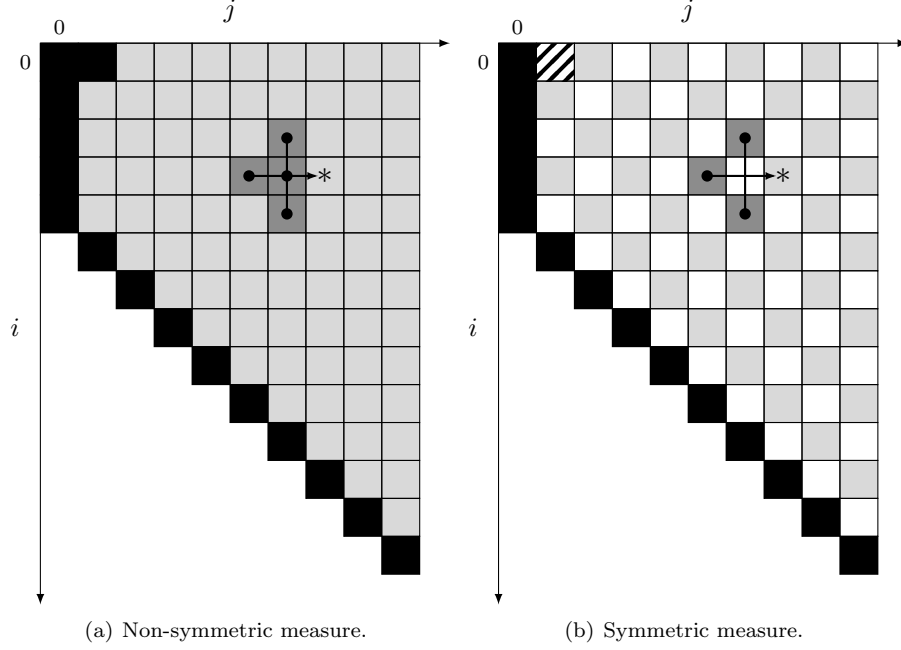 j j
0 0
0 0
* *
i i
(a) Non-symmetric measure. (b) Symmetric measure.